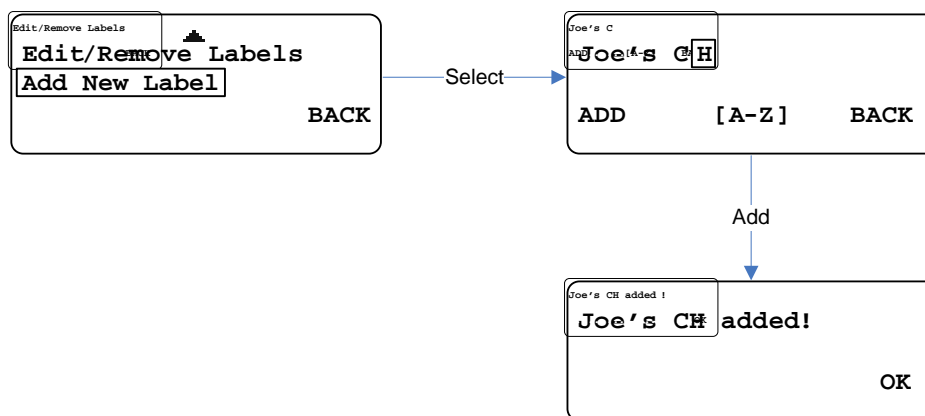 Edit/Remove Labels
Edit/Remove Labels
Add New Label
BACK
Select
Joe's C
Joe's CH
ADD [A-Z] BACK
Add
Joe's CH added!
Joe's CH added!
OK